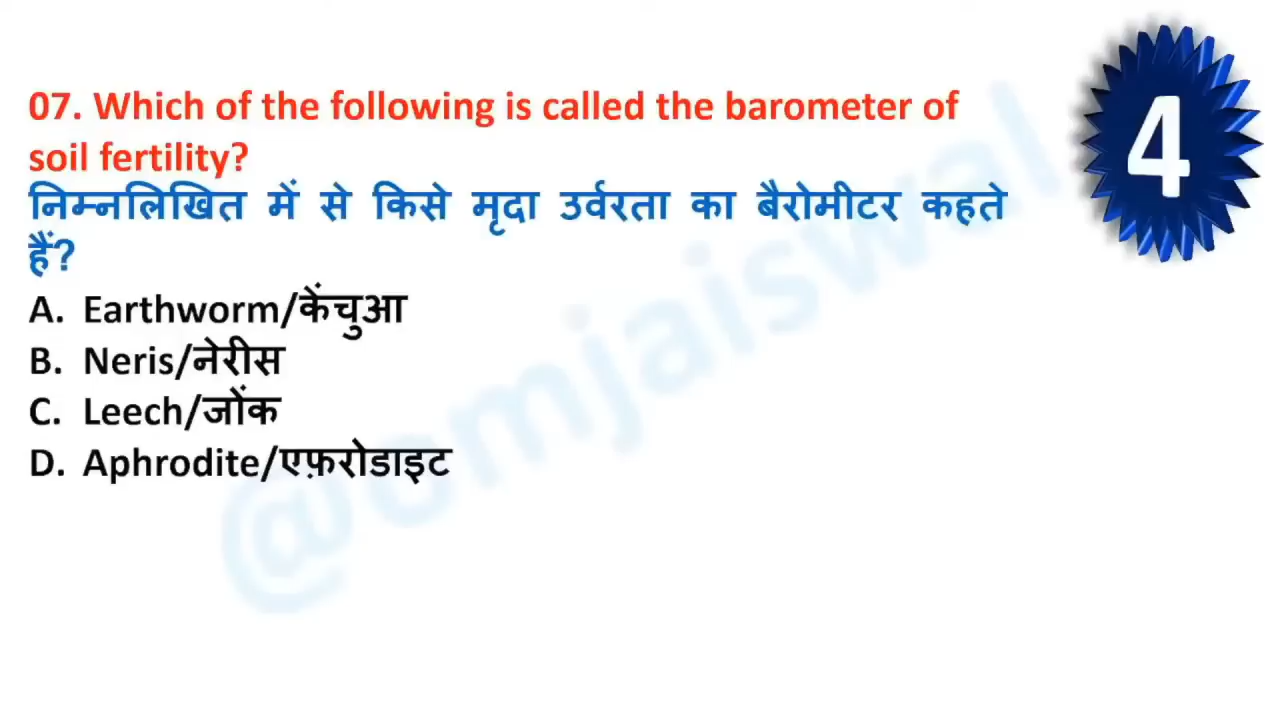 07. Which of the following is called the barometer of
soil fertility?
निम्नलिखित में से किसे मृदा उर्वरता का बैरोमीटर कहते
हैं?
A. Earthworm/केंचुआ
B. Neris/नेरीस
C. Leech/जोंक
D. Aphrodite/एफ़रोडाइट
4
@omjaiswal